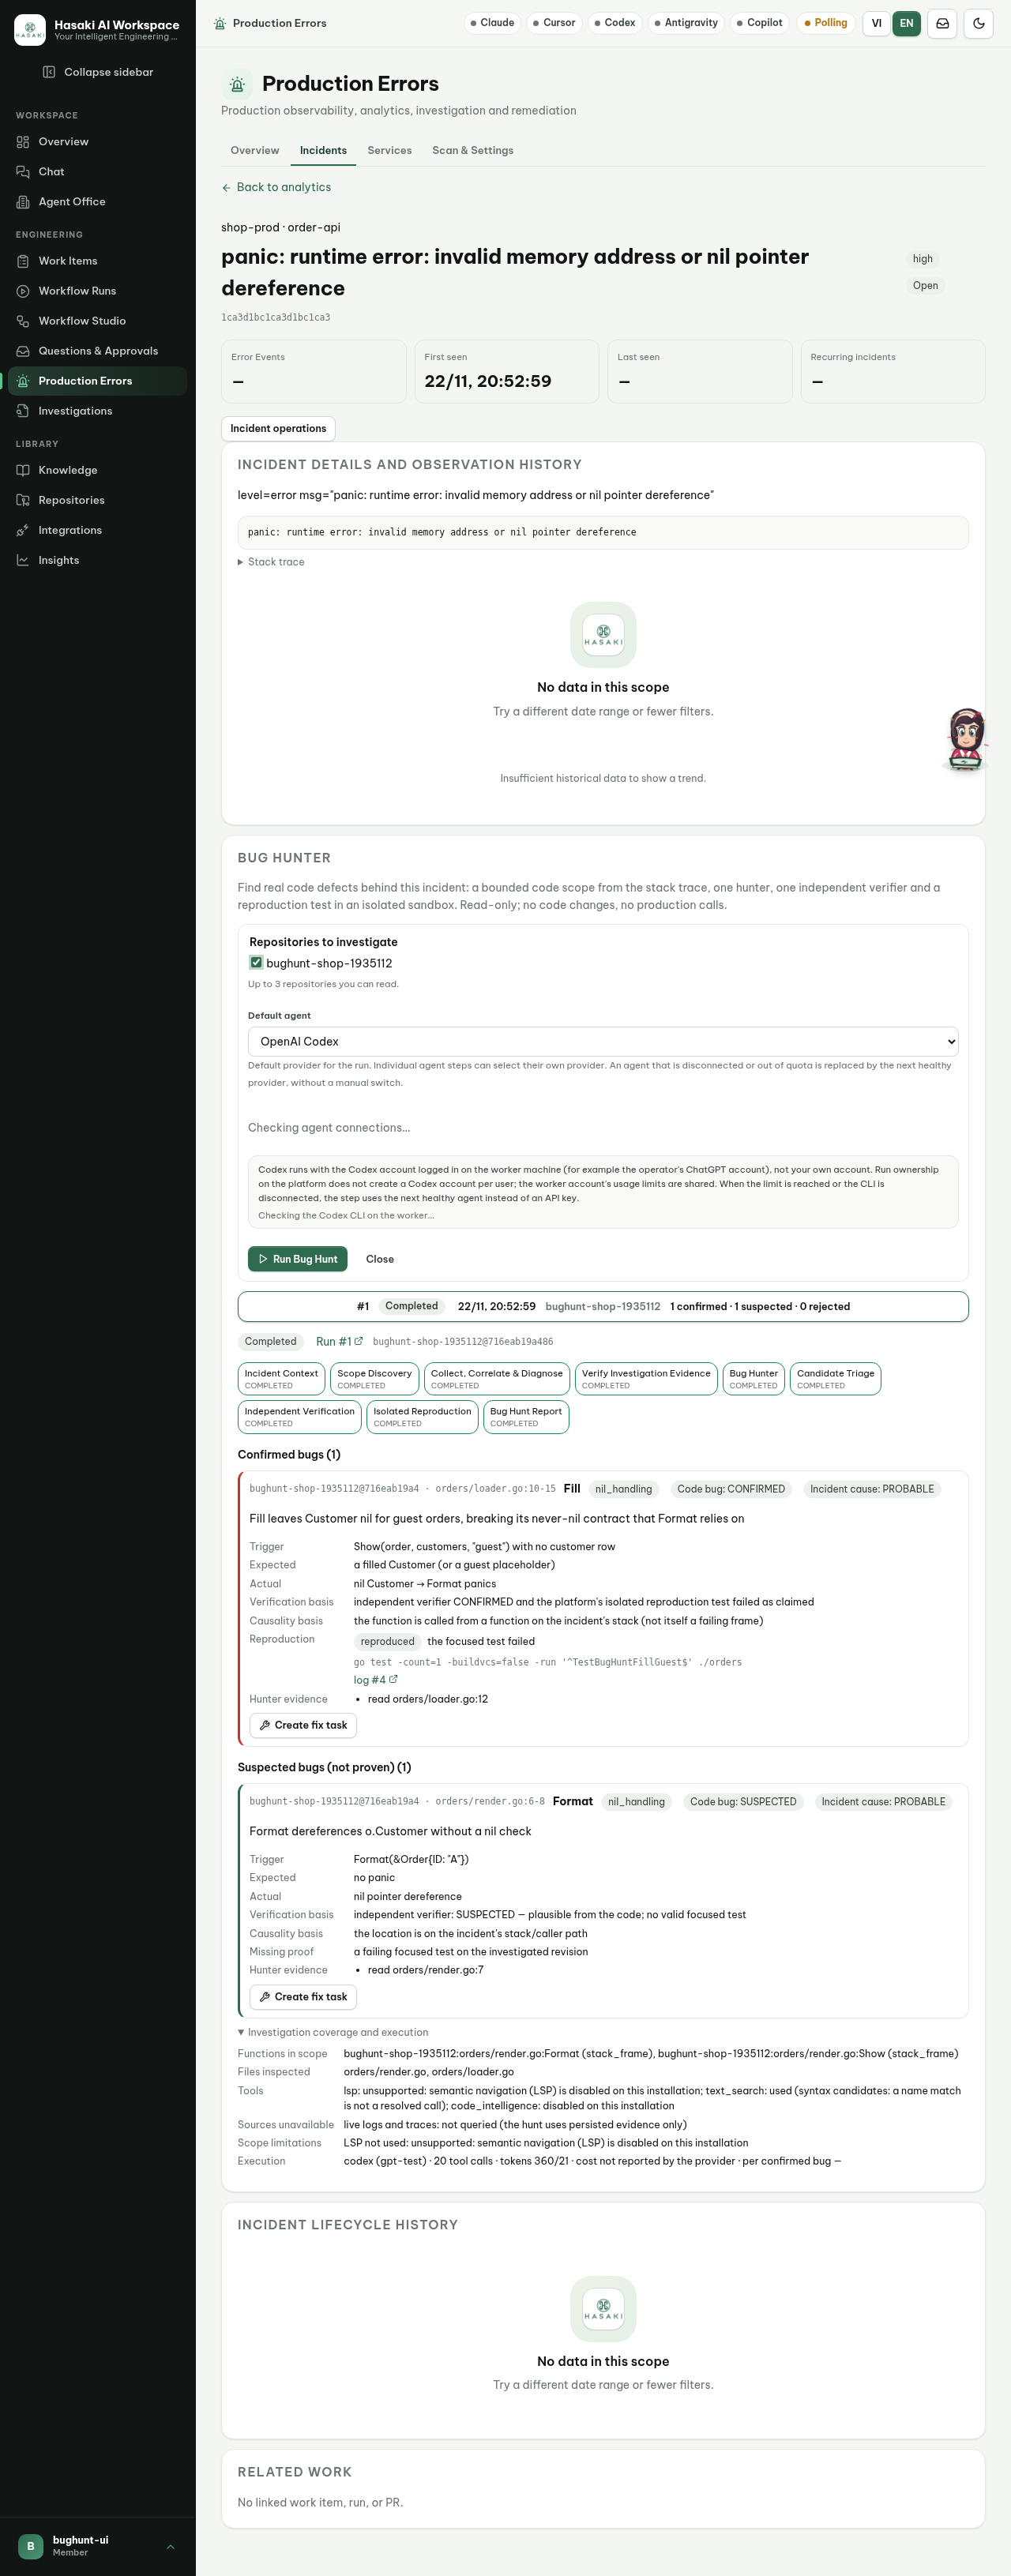 Hasaki AI Workspace
Your Intelligent Engineering ...
Collapse sidebar
WORKSPACE
Overview
Chat
Agent Office
ENGINEERING
Work Items
Workflow Runs
Workflow Studio
Questions & Approvals
Production Errors
Investigations
LIBRARY
Knowledge
Repositories
Integrations
Insights
B
bughunt-ui
Member
Production Errors
Claude
Cursor
Codex
Antigravity
Copilot
Polling
VI
EN
Production Errors
Production observability, analytics, investigation and remediation
Overview
Incidents
Services
Scan & Settings
Back to analytics
shop-prod · order-api
panic: runtime error: invalid memory address or nil pointer
dereference
high
Open
1ca3d1bc1ca3d1bc1ca3
Error Events
—
First seen
22/11, 20:52:59
Last seen
—
Recurring incidents
—
Incident operations
INCIDENT DETAILS AND OBSERVATION HISTORY
level=error msg="panic: runtime error: invalid memory address or nil pointer dereference"
panic: runtime error: invalid memory address or nil pointer dereference
Stack trace
HASAKI
No data in this scope
Try a different date range or fewer filters.
Insufficient historical data to show a trend.
BUG HUNTER
Find real code defects behind this incident: a bounded code scope from the stack trace, one hunter, one independent verifier and a
reproduction test in an isolated sandbox. Read-only; no code changes, no production calls.
Repositories to investigate
bughunt-shop-1935112
Up to 3 repositories you can read.
Default agent
OpenAI Codex
Default provider for the run. Individual agent steps can select their own provider. An agent that is disconnected or out of quota is replaced by the next healthy
provider, without a manual switch.
Checking agent connections…
Codex runs with the Codex account logged in on the worker machine (for example the operator's ChatGPT account), not your own account. Run ownership
on the platform does not create a Codex account per user; the worker account's usage limits are shared. When the limit is reached or the CLI is
disconnected, the step uses the next healthy agent instead of an API key.
Checking the Codex CLI on the worker…
Run Bug Hunt
Close
#1 Completed 22/11, 20:52:59 bughunt-shop-1935112 1 confirmed · 1 suspected · 0 rejected
Completed Run #1 bughunt-shop-1935112@716eab19a486
Incident Context
COMPLETED
Scope Discovery
COMPLETED
Collect, Correlate & Diagnose
COMPLETED
Verify Investigation Evidence
COMPLETED
Bug Hunter
COMPLETED
Candidate Triage
COMPLETED
Independent Verification
COMPLETED
Isolated Reproduction
COMPLETED
Bug Hunt Report
COMPLETED
Confirmed bugs (1)
bughunt-shop-1935112@716eab19a4 · orders/loader.go:10-15 Fill nil_handling Code bug: CONFIRMED Incident cause: PROBABLE
Fill leaves Customer nil for guest orders, breaking its never-nil contract that Format relies on
Trigger Show(order, customers, "guest") with no customer row
Expected a filled Customer (or a guest placeholder)
Actual nil Customer → Format panics
Verification basis independent verifier CONFIRMED and the platform's isolated reproduction test failed as claimed
Causality basis the function is called from a function on the incident's stack (not itself a failing frame)
Reproduction reproduced the focused test failed
go test -count=1 -buildvcs=false -run '^TestBugHuntFillGuest$' ./orders
log #4
Hunter evidence • read orders/loader.go:12
Create fix task
Suspected bugs (not proven) (1)
bughunt-shop-1935112@716eab19a4 · orders/render.go:6-8 Format nil_handling Code bug: SUSPECTED Incident cause: PROBABLE
Format dereferences o.Customer without a nil check
Trigger Format(&Order{ID: "A"})
Expected no panic
Actual nil pointer dereference
Verification basis independent verifier: SUSPECTED — plausible from the code; no valid focused test
Causality basis the location is on the incident's stack/caller path
Missing proof a failing focused test on the investigated revision
Hunter evidence • read orders/render.go:7
Create fix task
Investigation coverage and execution
Functions in scope bughunt-shop-1935112:orders/render.go:Format (stack_frame), bughunt-shop-1935112:orders/render.go:Show (stack_frame)
Files inspected orders/render.go, orders/loader.go
Tools lsp: unsupported: semantic navigation (LSP) is disabled on this installation; text_search: used (syntax candidates: a name match
is not a resolved call); code_intelligence: disabled on this installation
Sources unavailable live logs and traces: not queried (the hunt uses persisted evidence only)
Scope limitations LSP not used: unsupported: semantic navigation (LSP) is disabled on this installation
Execution codex (gpt-test) · 20 tool calls · tokens 360/21 · cost not reported by the provider · per confirmed bug —
INCIDENT LIFECYCLE HISTORY
HASAKI
No data in this scope
Try a different date range or fewer filters.
RELATED WORK
No linked work item, run, or PR.